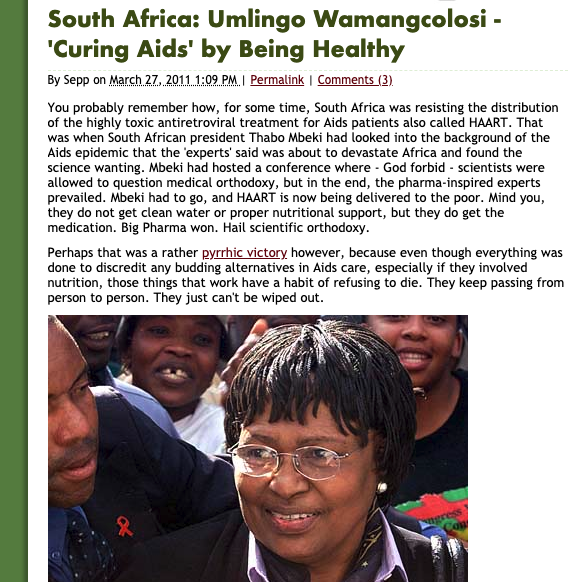 South Africa: Umlingo Wamangcolosi -
'Curing Aids' by Being Healthy
By Sepp on March 27, 2011 1:09 PM | Permalink | Comments (3)
You probably remember how, for some time, South Africa was resisting the distribution
of the highly toxic antiretroviral treatment for Aids patients also called HAART. That
was when South African president Thabo Mbeki had looked into the background of the
Aids epidemic that the 'experts' said was about to devastate Africa and found the
science wanting. Mbeki had hosted a conference where - God forbid - scientists were
allowed to question medical orthodoxy, but in the end, the pharma-inspired experts
prevailed. Mbeki had to go, and HAART is now being delivered to the poor. Mind you,
they do not get clean water or proper nutritional support, but they do get the
medication. Big Pharma won. Hail scientific orthodoxy.
Perhaps that was a rather pyrrhic victory however, because even though everything was
done to discredit any budding alternatives in Aids care, especially if they involved
nutrition, those things that work have a habit of refusing to die. They keep passing from
person to person. They just can't be wiped out.